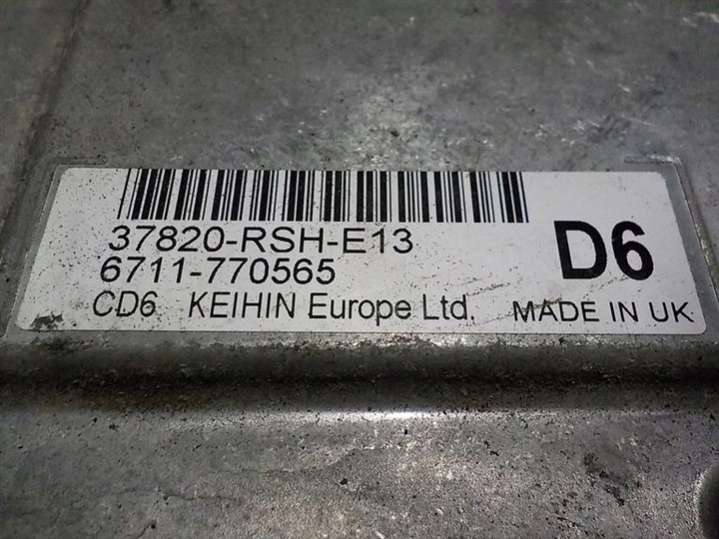 37820-RSH-E13
6711-770565
D6
CD6 KEIHIN Europe Ltd. MADE IN UK